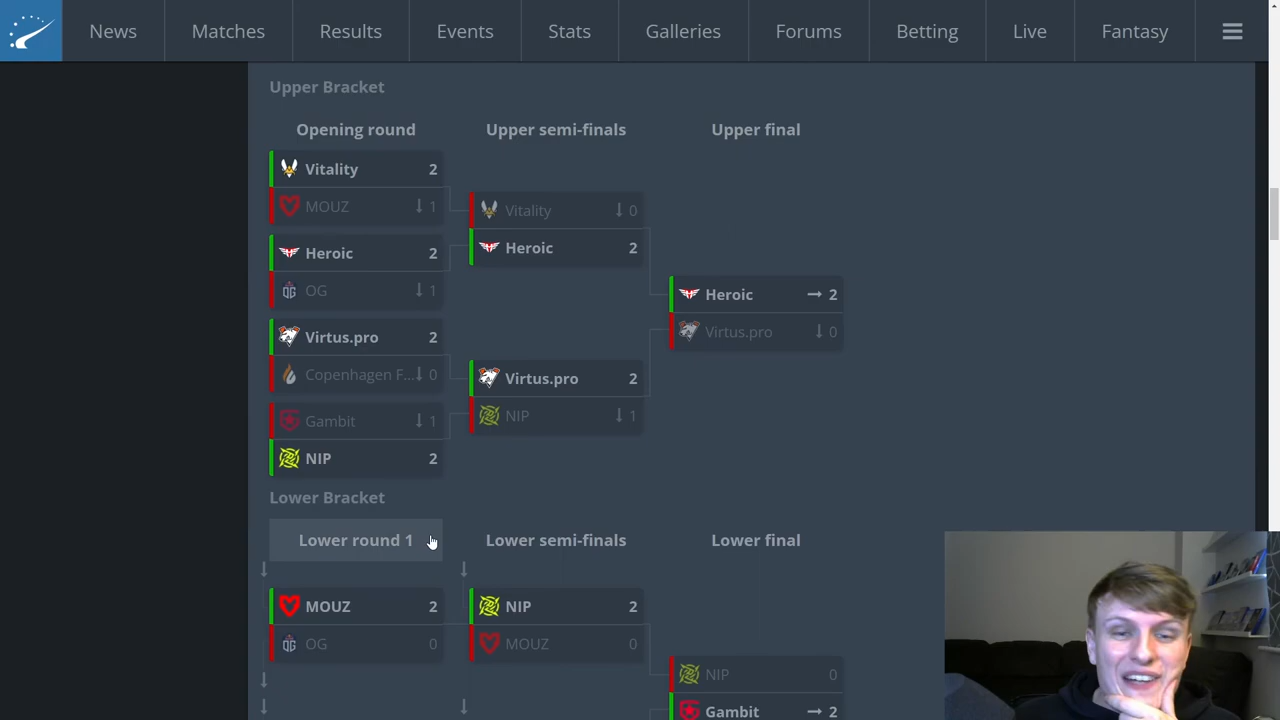 News Matches Results Events Stats Galleries Forums Betting Live Fantasy
Upper Bracket
Opening round Upper semi-finals Upper final
Vitality 2
MOUZ 1
Heroic 2
OG 1
Virtus.pro 2
Copenhagen F... 0
Gambit 1
NIP 2
Vitality 0
Heroic 2
Virtus.pro 2
NIP 1
Heroic 2
Virtus.pro 0
Lower Bracket
Lower round 1 Lower semi-finals Lower final
MOUZ 2
OG 0
NIP 2
MOUZ 0
NIP 0
Gambit 2